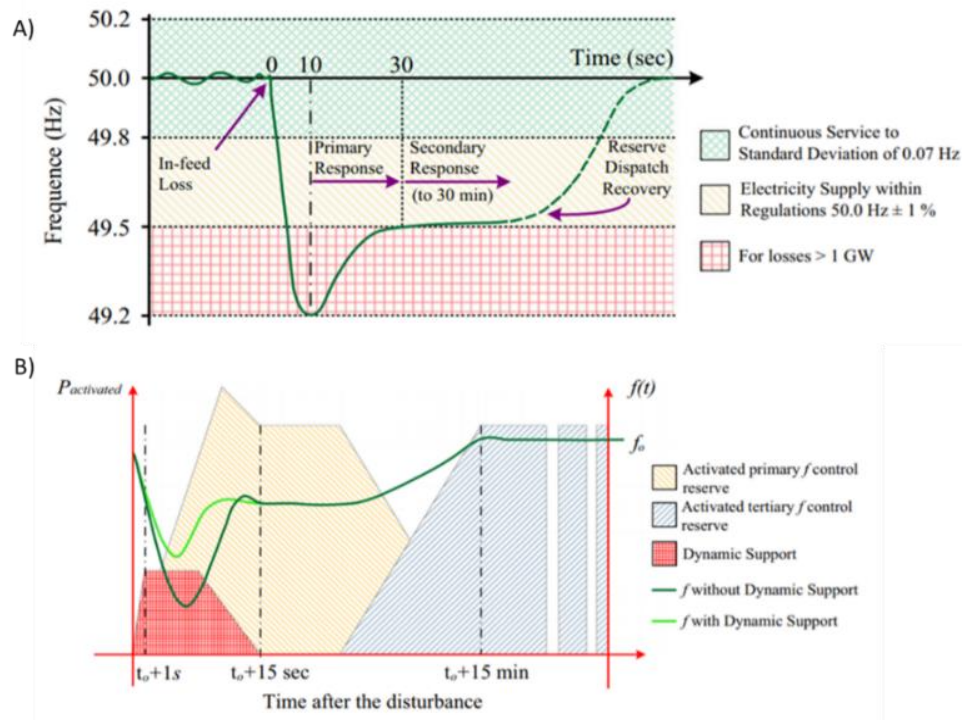 A)
50.2
50.0
49.8
49.5
49.2
Frequence (Hz)
0 10 30
Time (sec)
In-feed
Loss
Primary
Response
Secondary
Response
(to 30 min)
Reserve
Dispatch
Recovery
Continuous Service to
Standard Deviation of 0.07 Hz
Electricity Supply within
Regulations 50.0 Hz ± 1 %
For losses > 1 GW
B)
Pactivated
f(t)
fo
to+1s
to+15 sec
to+15 min
Time after the disturbance
Activated primary f control
reserve
Activated tertiary f control
reserve
Dynamic Support
f without Dynamic Support
f with Dynamic Support